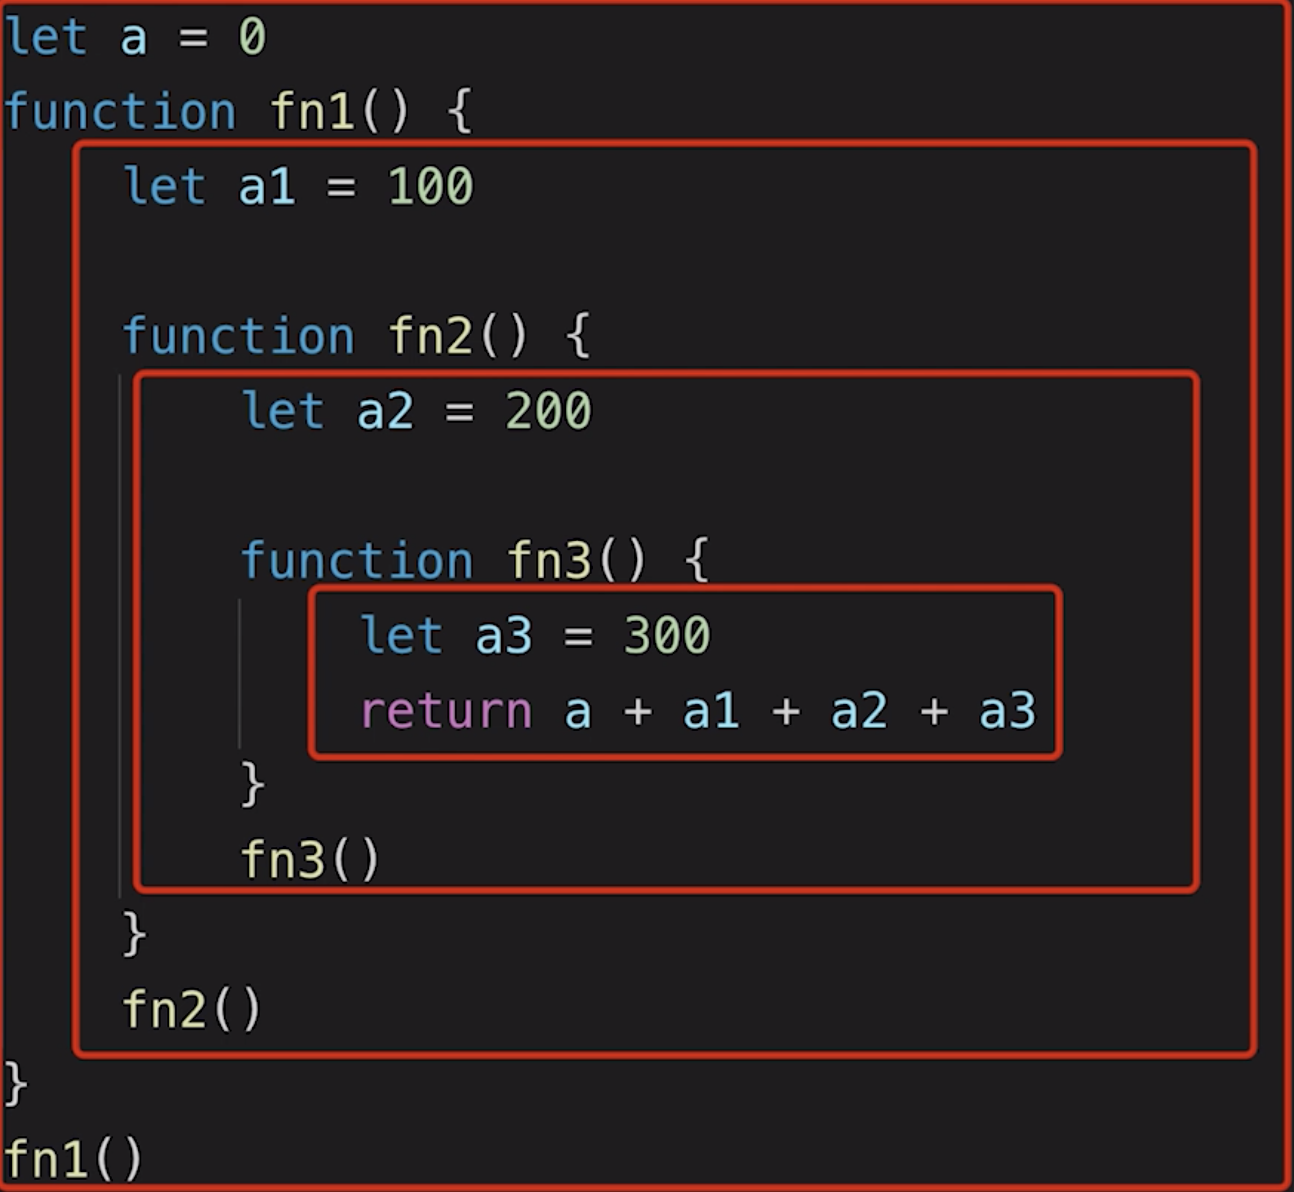 let a = 0
function fn1() {
    let a1 = 100

    function fn2() {
        let a2 = 200

        function fn3() {
            let a3 = 300
            return a + a1 + a2 + a3
        }
        fn3()
    }
    fn2()
}
fn1()